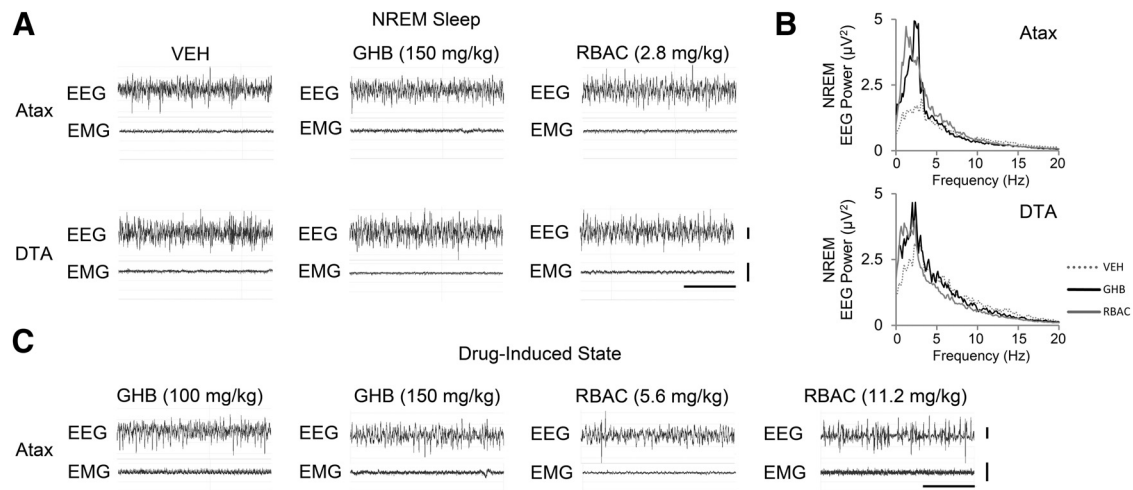 A
NREM Sleep
VEH
GHB (150 mg/kg)
RBAC (2.8 mg/kg)
Atax
EEG
EMG
EEG
EMG
EEG
EMG
DTA
EEG
EMG
EEG
EMG
EEG
EMG
B
Atax
NREM
EEG Power (µV²)
5
2.5
0
0 5 10 15 20
Frequency (Hz)
DTA
NREM
EEG Power (µV²)
5
2.5
0
0 5 10 15 20
Frequency (Hz)
VEH
GHB
RBAC
C
Drug-Induced State
GHB (100 mg/kg)
GHB (150 mg/kg)
RBAC (5.6 mg/kg)
RBAC (11.2 mg/kg)
Atax
EEG
EMG
EEG
EMG
EEG
EMG
EEG
EMG